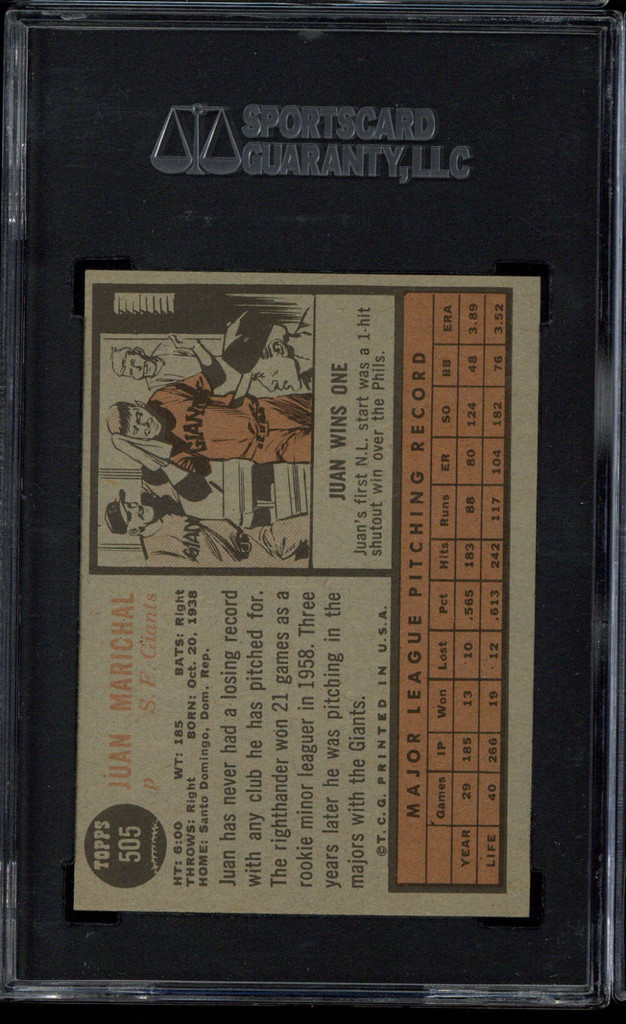 SPORTSCARD
GUARANTY, LLC
TOPPS
505
JUAN MARICHAL
P S. F. Giants
HT: 6:00 WT: 185 BATS: Right
THROWS: Right BORN: Oct. 20, 1938
HOME: Santo Domingo, Dom. Rep.
Juan has never had a losing record
with any club he has pitched for.
The righthander won 21 games as a
rookie minor leaguer in 1958. Three
years later he was pitching in the
majors with the Giants.
©T. C. G. PRINTED IN U. S. A.
GIANTS
GIAN
JUAN WINS ONE
Juan's first N.L. start was a 1-hit
shutout win over the Phils.
MAJOR LEAGUE PITCHING RECORD
Games IP Won Lost Pct Hits Runs ER SO BB ERA
YEAR 29 185 13 10 .565 183 88 80 124 48 3.89
LIFE 40 266 19 12 .613 242 117 104 182 76 3.52